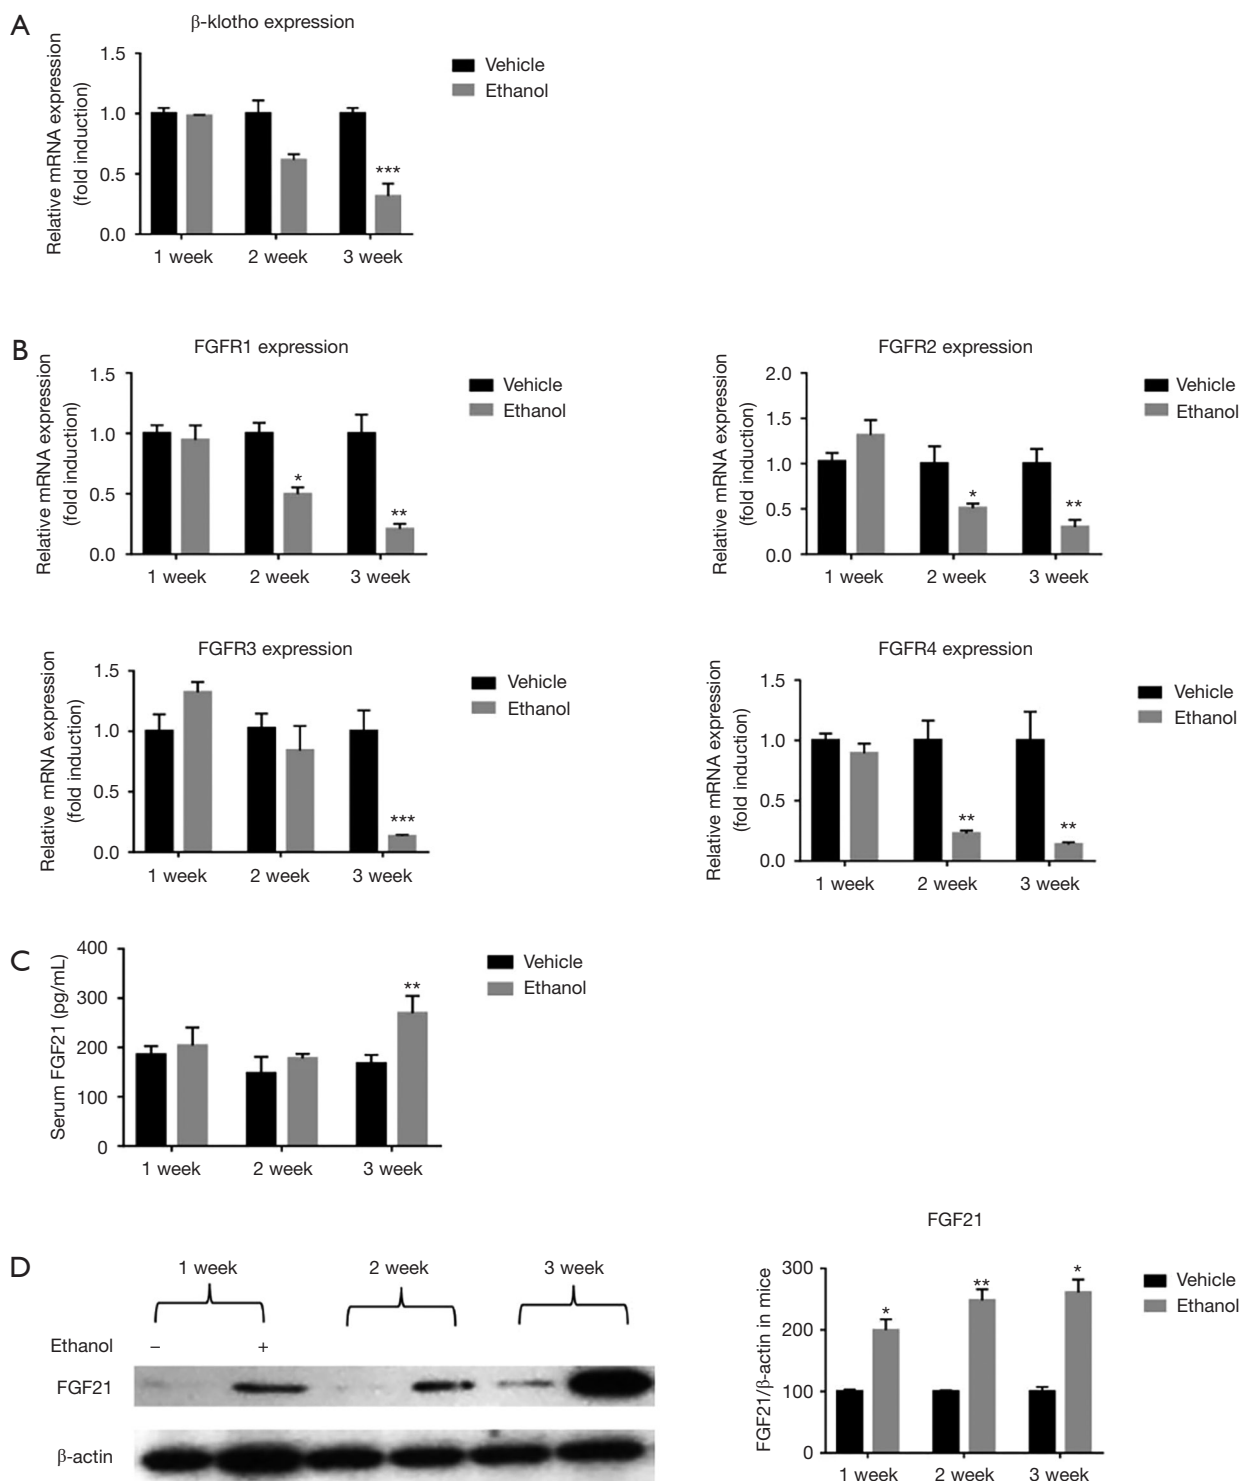 A
β-klotho expression
Relative mRNA expression
(fold induction)
1.5
1.0
0.5
0.0
***
1 week
2 week
3 week
Vehicle
Ethanol
B
FGFR1 expression
Relative mRNA expression
(fold induction)
1.5
1.0
0.5
0.0
*
**
1 week
2 week
3 week
Vehicle
Ethanol
FGFR2 expression
Relative mRNA expression
(fold induction)
2.0
1.5
1.0
0.5
0.0
*
**
1 week
2 week
3 week
Vehicle
Ethanol
FGFR3 expression
Relative mRNA expression
(fold induction)
1.5
1.0
0.5
0.0
***
1 week
2 week
3 week
Vehicle
Ethanol
FGFR4 expression
Relative mRNA expression
(fold induction)
1.5
1.0
0.5
0.0
**
**
1 week
2 week
3 week
Vehicle
Ethanol
C
Serum FGF21 (pg/mL)
400
300
200
100
0
**
1 week
2 week
3 week
Vehicle
Ethanol
D
1 week
2 week
3 week
Ethanol
–
+
FGF21
β-actin
FGF21
FGF21/β-actin in mice
300
200
100
0
*
**
*
1 week
2 week
3 week
Vehicle
Ethanol